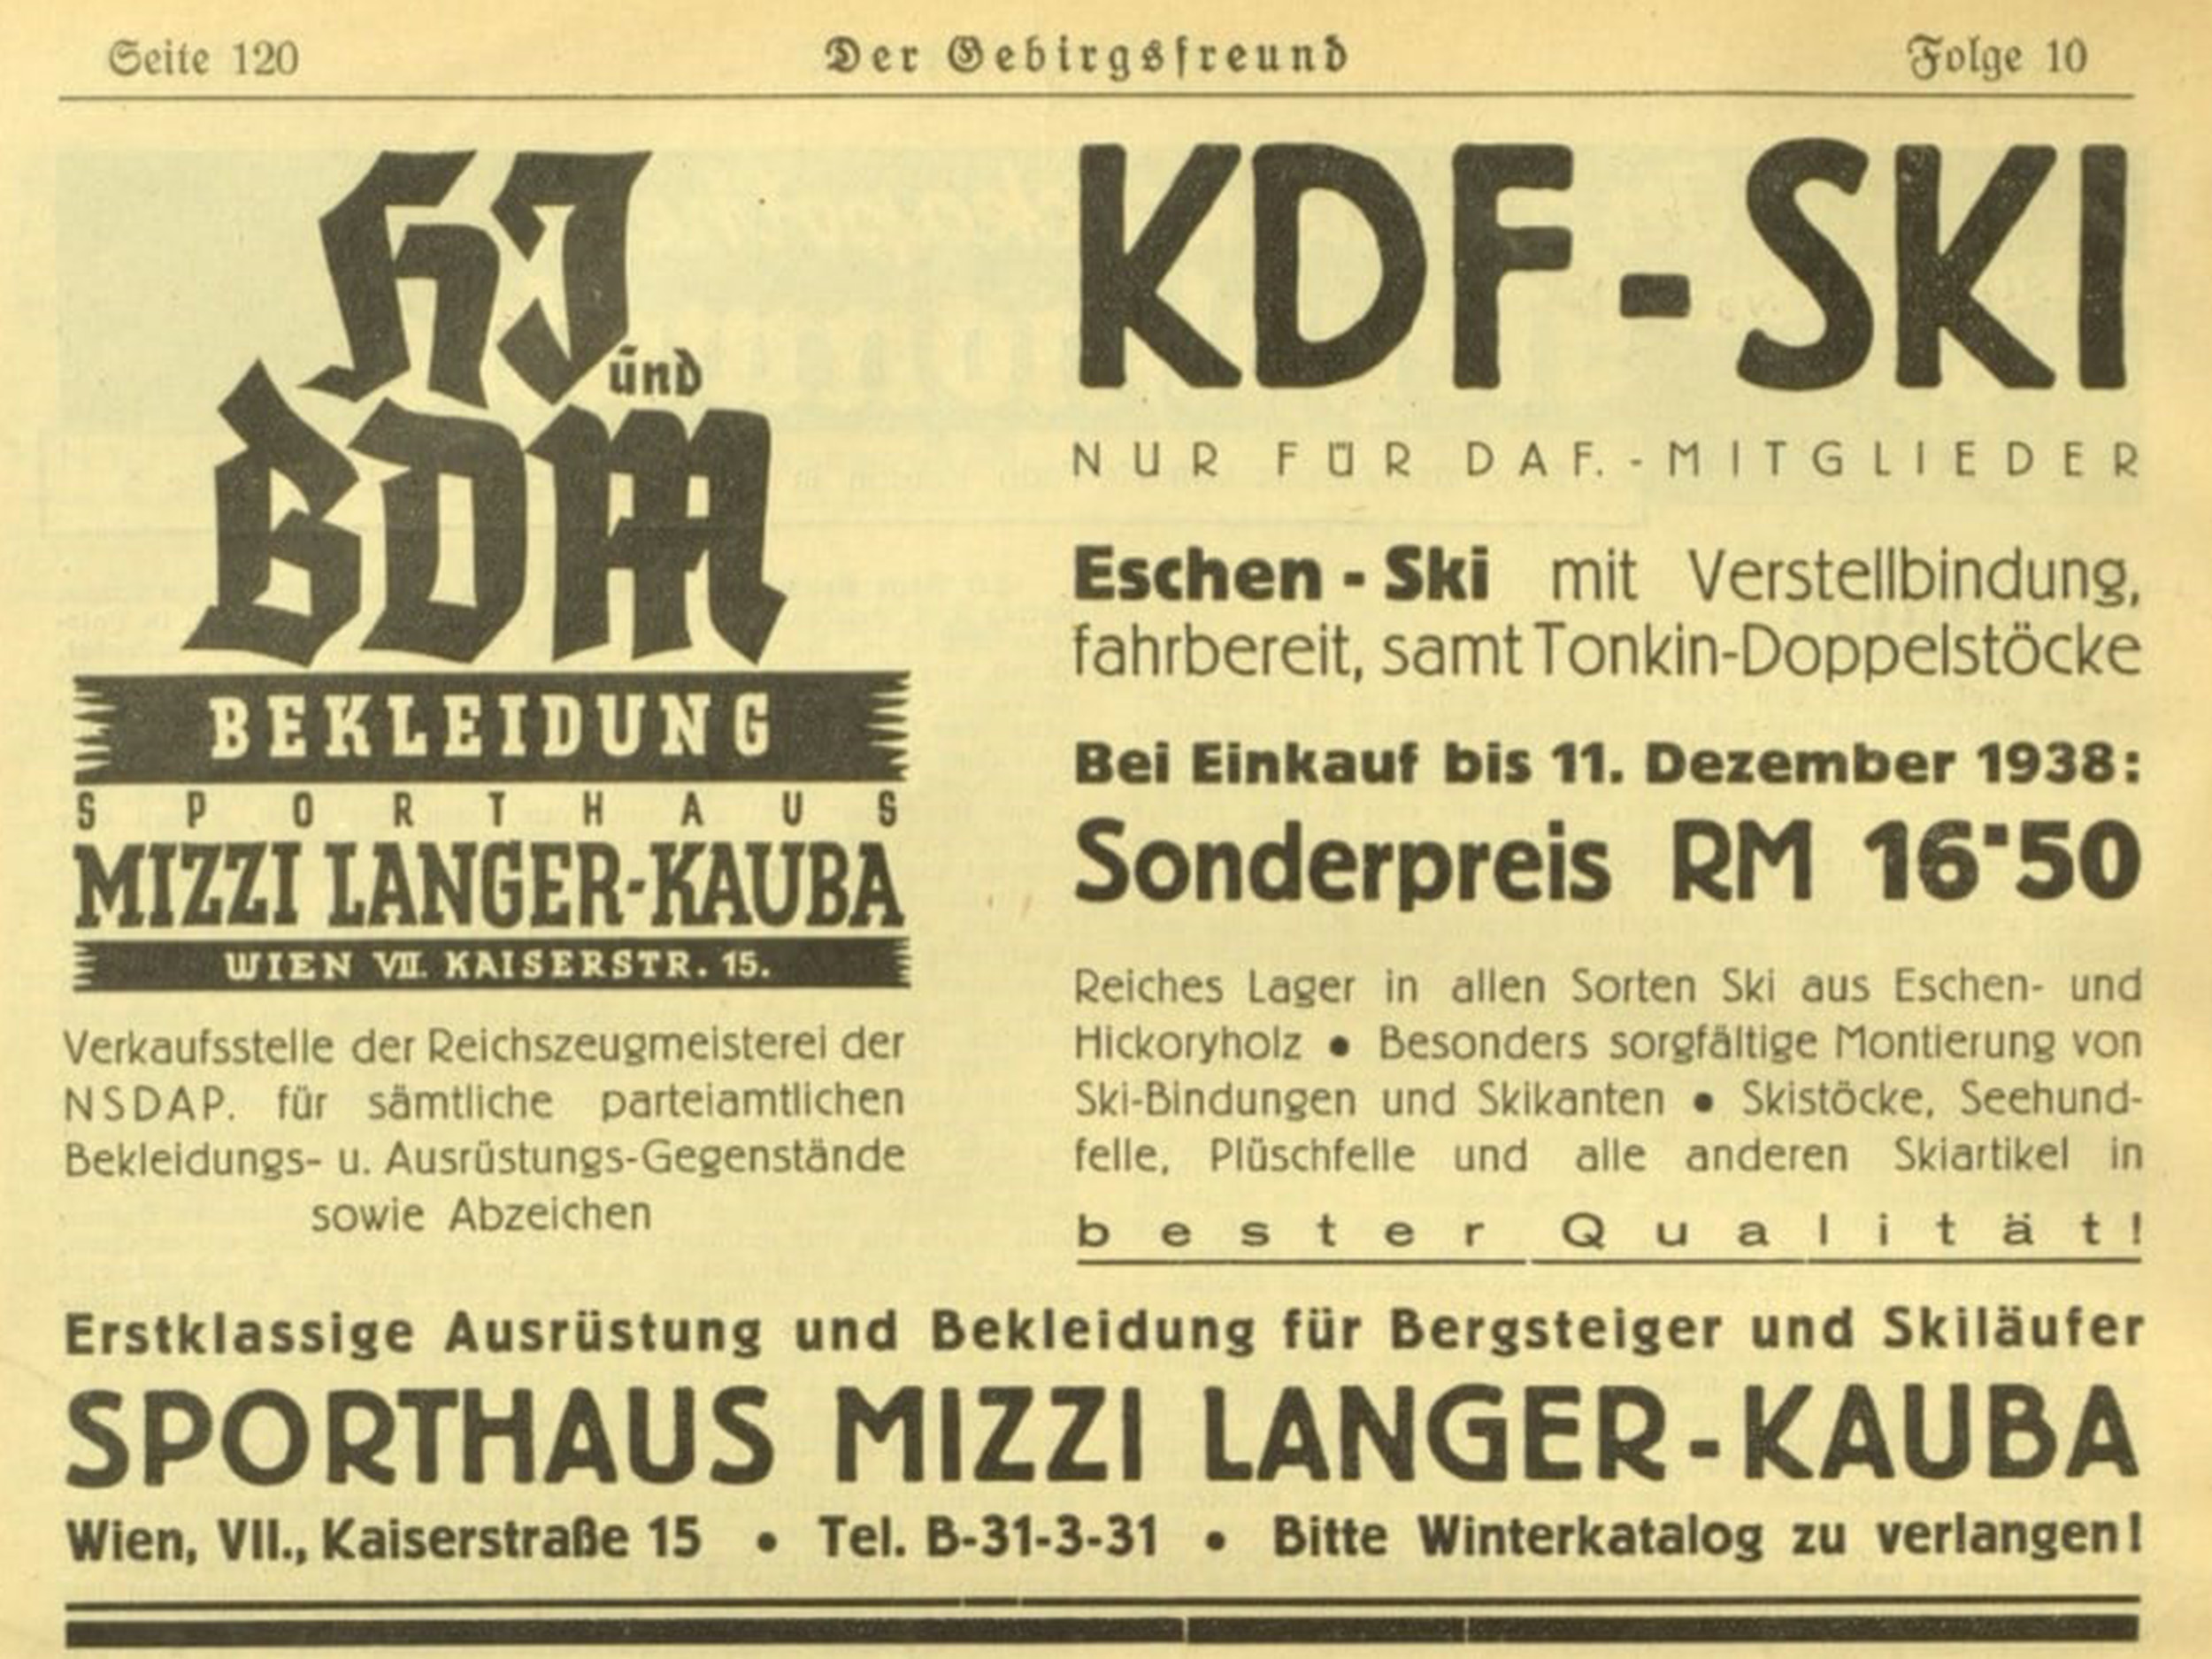 Seite 120 Der Gebirgsfreund Folge 10
HJ
und
BDM
BEKLEIDUNG
SPORTHAUS
MIZZI LANGER-KAUBA
WIEN VII. KAISERSTR. 15.
Verkaufsstelle der Reichszeugmeisterei der
NSDAP. für sämtliche parteiamtlichen
Bekleidungs- u. Ausrüstungs-Gegenstände
sowie Abzeichen
KDF-SKI
NUR FÜR DAF.-MITGLIEDER
Eschen-Ski mit Verstellbindung,
fahrbereit, samt Tonkin-Doppelstöcke
Bei Einkauf bis 11. Dezember 1938:
Sonderpreis RM 16·50
Reiches Lager in allen Sorten Ski aus Eschen- und
Hickoryholz • Besonders sorgfältige Montierung von
Ski-Bindungen und Skikanten • Skistöcke, Seehund-
felle, Plüschfelle und alle anderen Skiartikel in
bester Qualität!
Erstklassige Ausrüstung und Bekleidung für Bergsteiger und Skiläufer
SPORTHAUS MIZZI LANGER-KAUBA
Wien, VII., Kaiserstraße 15 • Tel. B-31-3-31 • Bitte Winterkatalog zu verlangen!